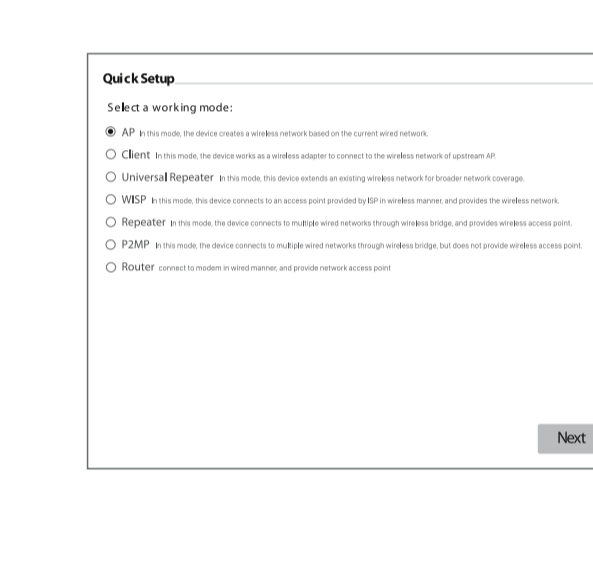 Quick Setup
Select a working mode:
AP In this mode, the device creates a wireless network based on the current wired network.
Client In this mode, the device works as a wireless adapter to connect to the wireless network of upstream AP.
Universal Repeater In this mode, this device extends an existing wireless network for broader network coverage.
WISP In this mode, this device connects to an access point provided by ISP in wireless manner, and provides the wireless network.
Repeater In this mode, the device connects to multiple wired networks through wireless bridge, and provides wireless access point.
P2MP In this mode, the device connects to multiple wired networks through wireless bridge, but does not provide wireless access point.
Router connect to modem in wired manner, and provide network access point
Next